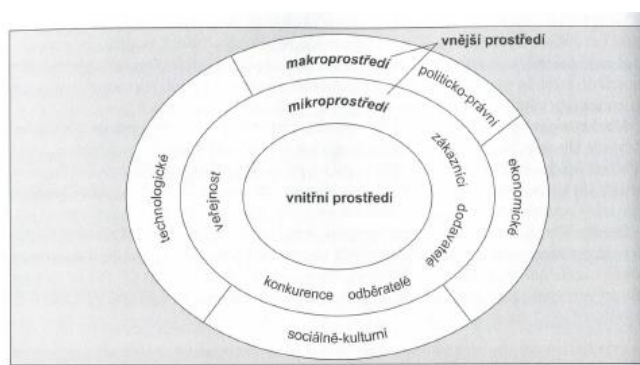 vnější prostředí
makroprostředí
politicko-právní
mikroprostředí
zákazníci
ekonomické
technologické
veřejnost
vnitřní prostředí
dodavatelé
konkurence odběratelé
sociálně-kulturní